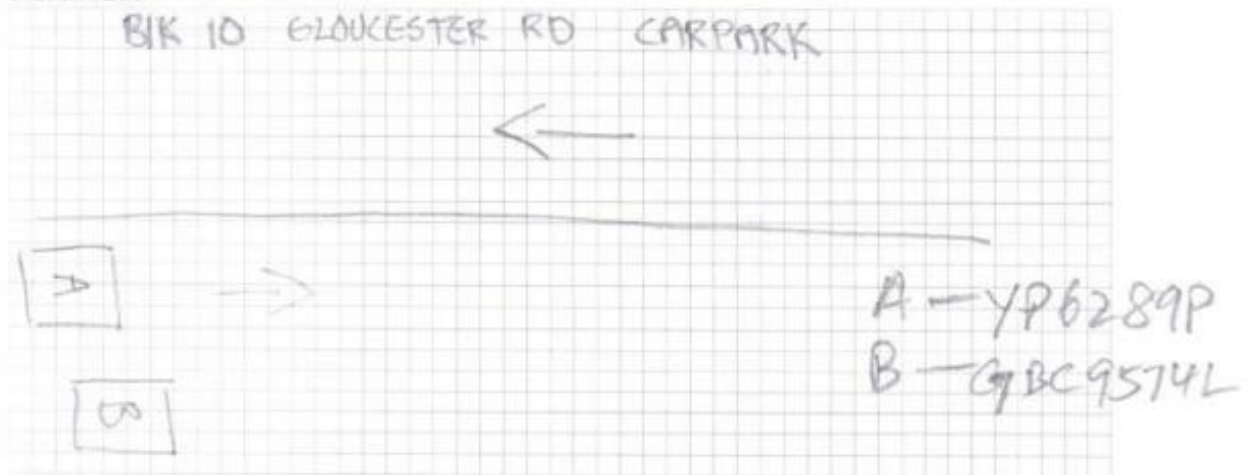 BLK 10 GLOUCESTER RD CARPARK
A
A — YP6289P
B — GBC9574L
B